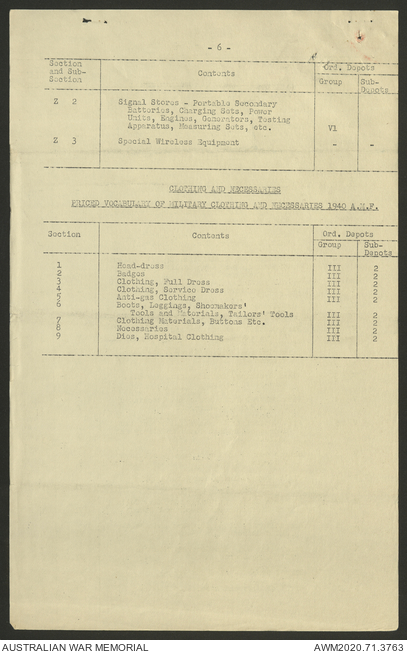 - 6 -
Section and Sub-Section Contents Ord. Depots
Group Sub-Depots
Z 2 Signal Stores - Portable Secondary
Batteries, Charging Sets, Power
Units, Engines, Generators, Testing
Apparatus, Measuring Sets, etc. VI
Z 3 Special Wireless Equipment - -
CLOTHING AND NECESSARIES
PRICED VOCABULARY OF MILITARY CLOTHING AND NECESSARIES 1940 A.M.F.
Section Contents Ord. Depots
Group Sub-Depots
1 Head-dress III 2
2 Badges III 2
3 Clothing, Full Dress III 2
4 Clothing, Service Dress III 2
5 Anti-gas Clothing III 2
6 Boots, Leggings, Shoemakers'
Tools and Materials, Tailors' Tools III 2
7 Clothing Materials, Buttons Etc. III 2
8 Necessaries III 2
9 Dies, Hospital Clothing III 2
AUSTRALIAN WAR MEMORIAL AWM2020.71.3763